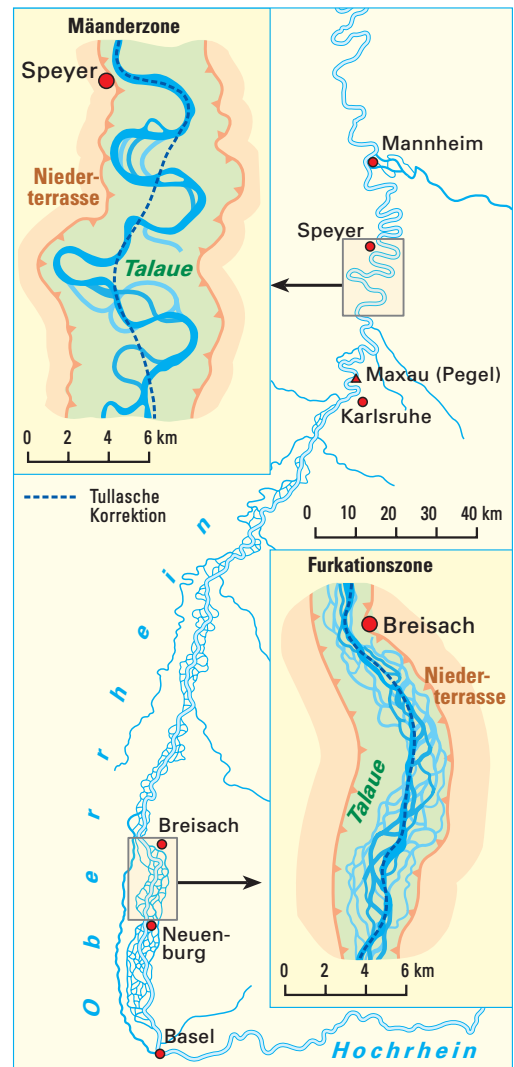 Mäanderzone
Speyer
Nieder-
terrasse
Talaue
0 2 4 6 km
Mannheim
Speyer
Maxau (Pegel)
Karlsruhe
Tullasche
Korrektion
0 10 20 30 40 km
Oberrhein
Furkationszone
Breisach
Nieder-
terrasse
Talaue
0 2 4 6 km
Breisach
Neuen-
burg
Basel
Hochrhein